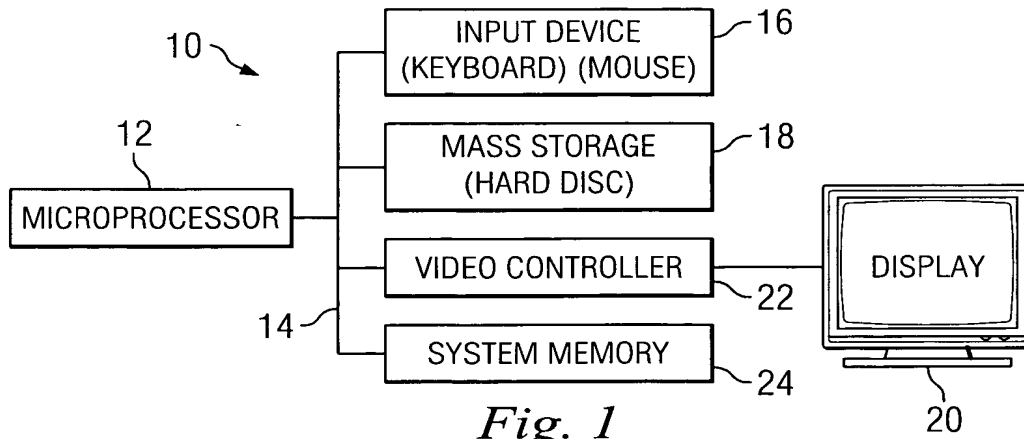 INPUT DEVICE
(KEYBOARD) (MOUSE)
16
10
MASS STORAGE
(HARD DISC)
18
12
MICROPROCESSOR
VIDEO CONTROLLER
22
DISPLAY
14
SYSTEM MEMORY
24
20
Fig. 1